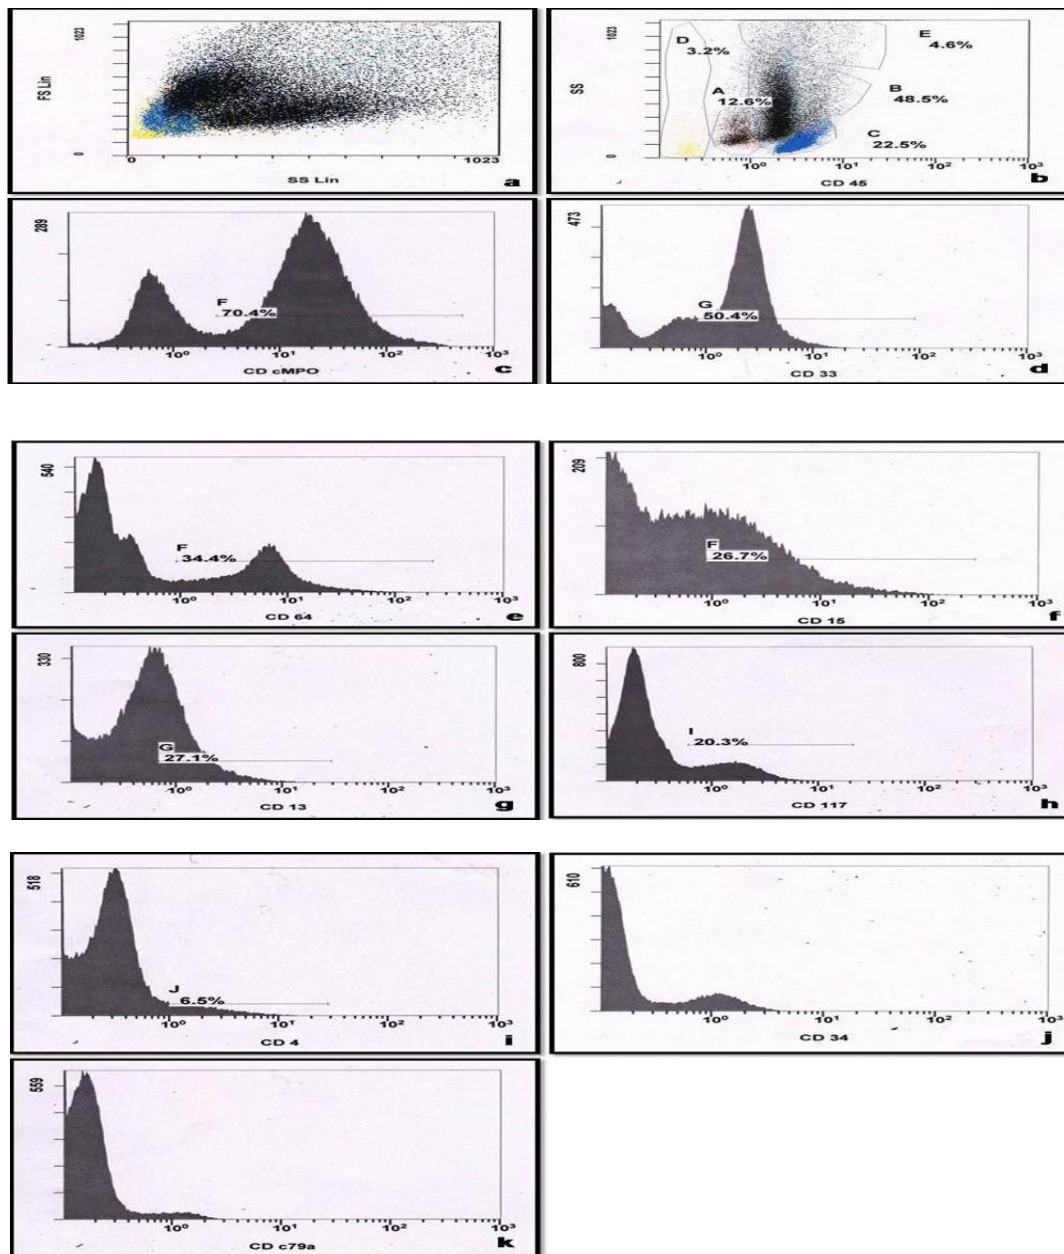 1023
FS Lin
0
0
1023
SS Lin
a
1023
SS
0
D
3.2%
E
4.6%
A
12.6%
B
48.5%
C
22.5%
10⁰ 10¹ 10² 10³
CD 45
b
289
F
70.4%
10⁰ 10¹ 10² 10³
CD cMPO
c
473
G
50.4%
10⁰ 10¹ 10² 10³
CD 33
d
540
F
34.4%
10⁰ 10¹ 10² 10³
CD 64
e
209
F
26.7%
10⁰ 10¹ 10² 10³
CD 15
f
330
G
27.1%
10⁰ 10¹ 10² 10³
CD 13
g
800
I
20.3%
10⁰ 10¹ 10² 10³
CD 117
h
518
J
6.5%
10⁰ 10¹ 10² 10³
CD 4
i
610
10⁰ 10¹ 10² 10³
CD 34
j
559
10⁰ 10¹ 10² 10³
CD c79a
k